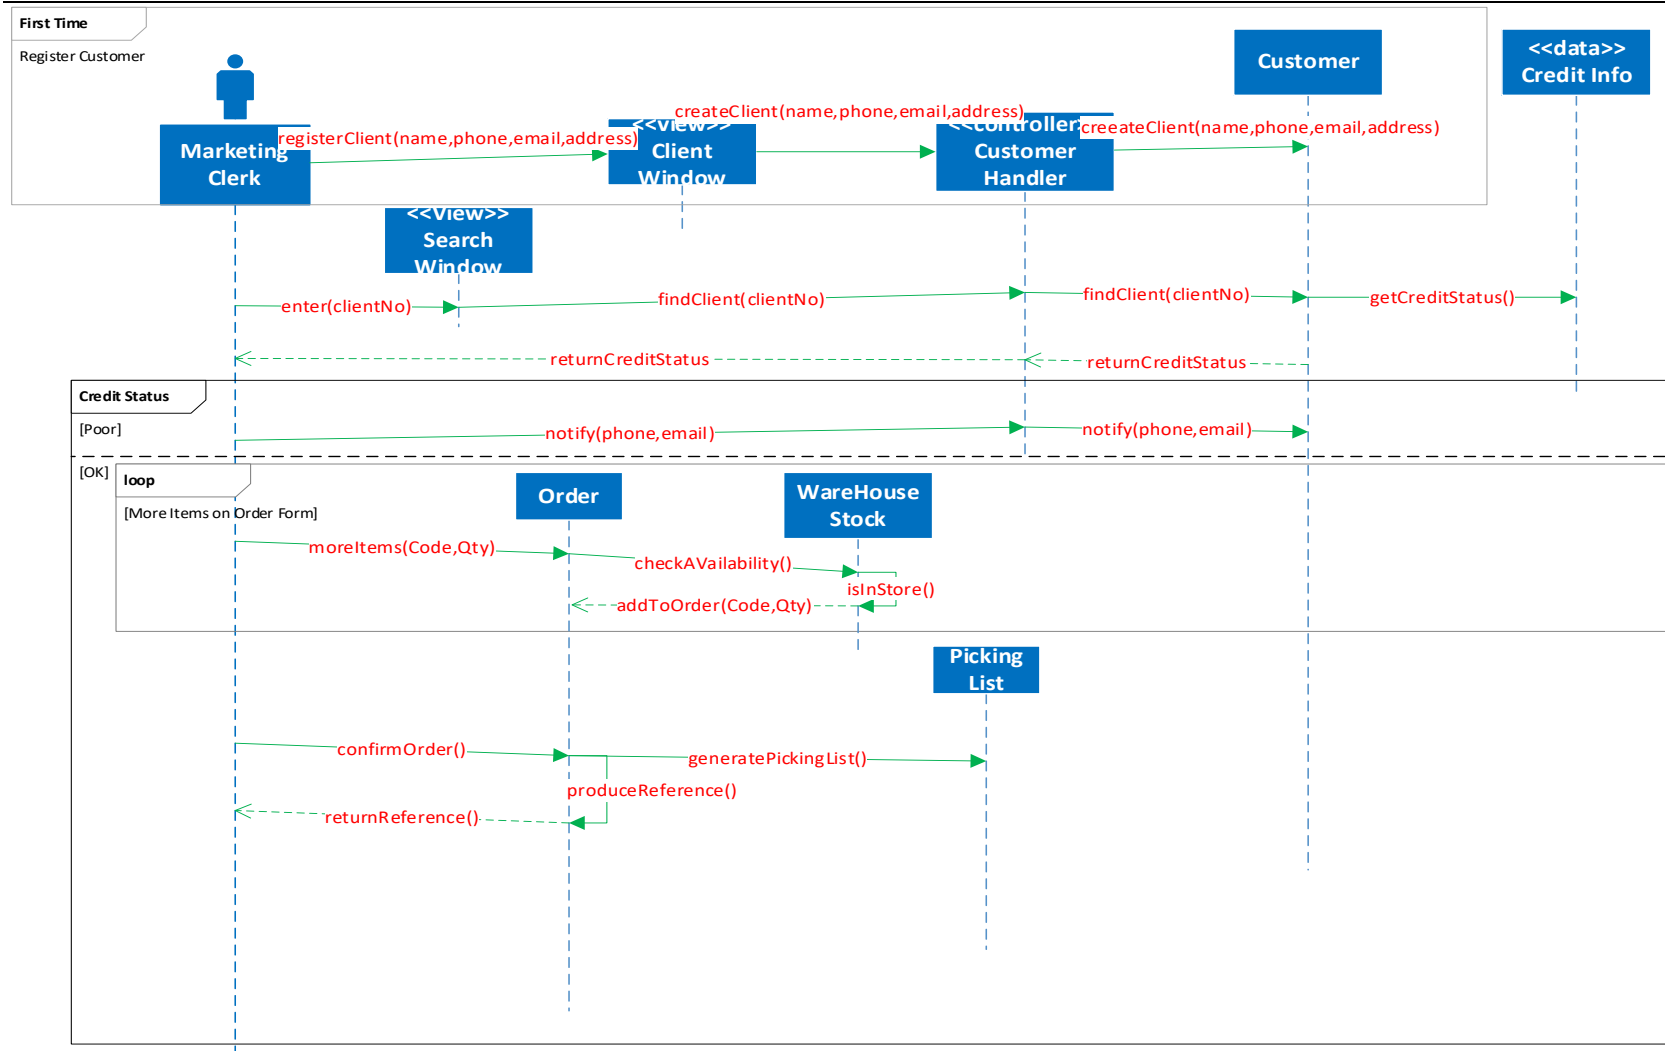 First Time
Register Customer
Customer
<<data>>
Credit Info
createClient(name,phone,email,address)
<<view>>
Client
Window
<<controller>
Customer
Handler
creeateClient(name,phone,email,address)
registerClient(name,phone,email,address)
Marketing
Clerk
<<View>>
Search
Window
enter(clientNo)
findClient(clientNo)
findClient(clientNo)
getCreditStatus()
returnCreditStatus
returnCreditStatus
Credit Status
[Poor]
notify(phone,email)
notify(phone,email)
[OK]
loop
[More Items on Order Form]
Order
WareHouse
Stock
moreItems(Code,Qty)
checkAVailability()
isInStore()
addToOrder(Code,Qty)
Picking
List
confirmOrder()
generatePickingList()
produceReference()
returnReference()